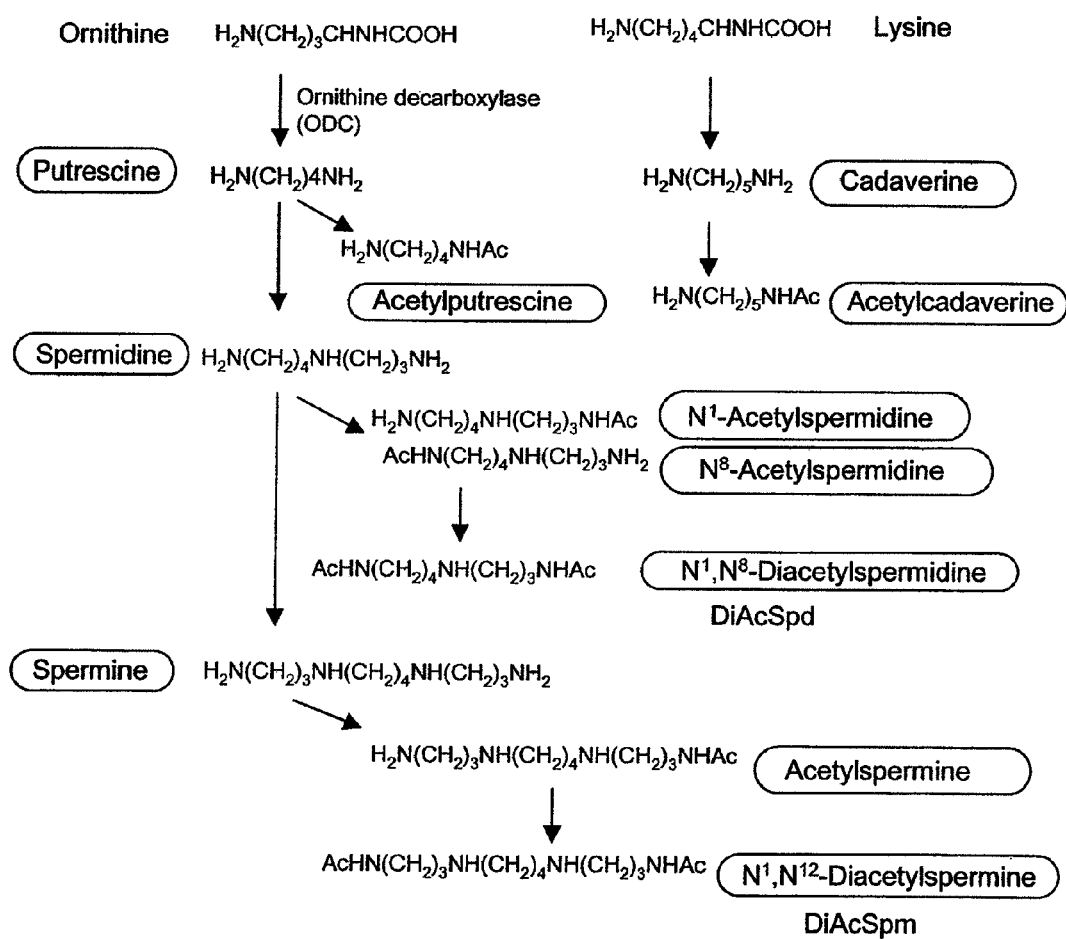 Ornithine H₂N(CH₂)₃CHNHCOOH H₂N(CH₂)₄CHNHCOOH Lysine
Ornithine decarboxylase
(ODC)
Putrescine H₂N(CH₂)4NH₂ H₂N(CH₂)₅NH₂ Cadaverine
H₂N(CH₂)₄NHAc
Acetylputrescine H₂N(CH₂)₅NHAc Acetylcadaverine
Spermidine H₂N(CH₂)₄NH(CH₂)₃NH₂
H₂N(CH₂)₄NH(CH₂)₃NHAc N¹-Acetylspermidine
AcHN(CH₂)₄NH(CH₂)₃NH₂ N⁸-Acetylspermidine
AcHN(CH₂)₄NH(CH₂)₃NHAc N¹,N⁸-Diacetylspermidine
DiAcSpd
Spermine H₂N(CH₂)₃NH(CH₂)₄NH(CH₂)₃NH₂
H₂N(CH₂)₃NH(CH₂)₄NH(CH₂)₃NHAc Acetylspermine
AcHN(CH₂)₃NH(CH₂)₄NH(CH₂)₃NHAc N¹,N¹²-Diacetylspermine
DiAcSpm